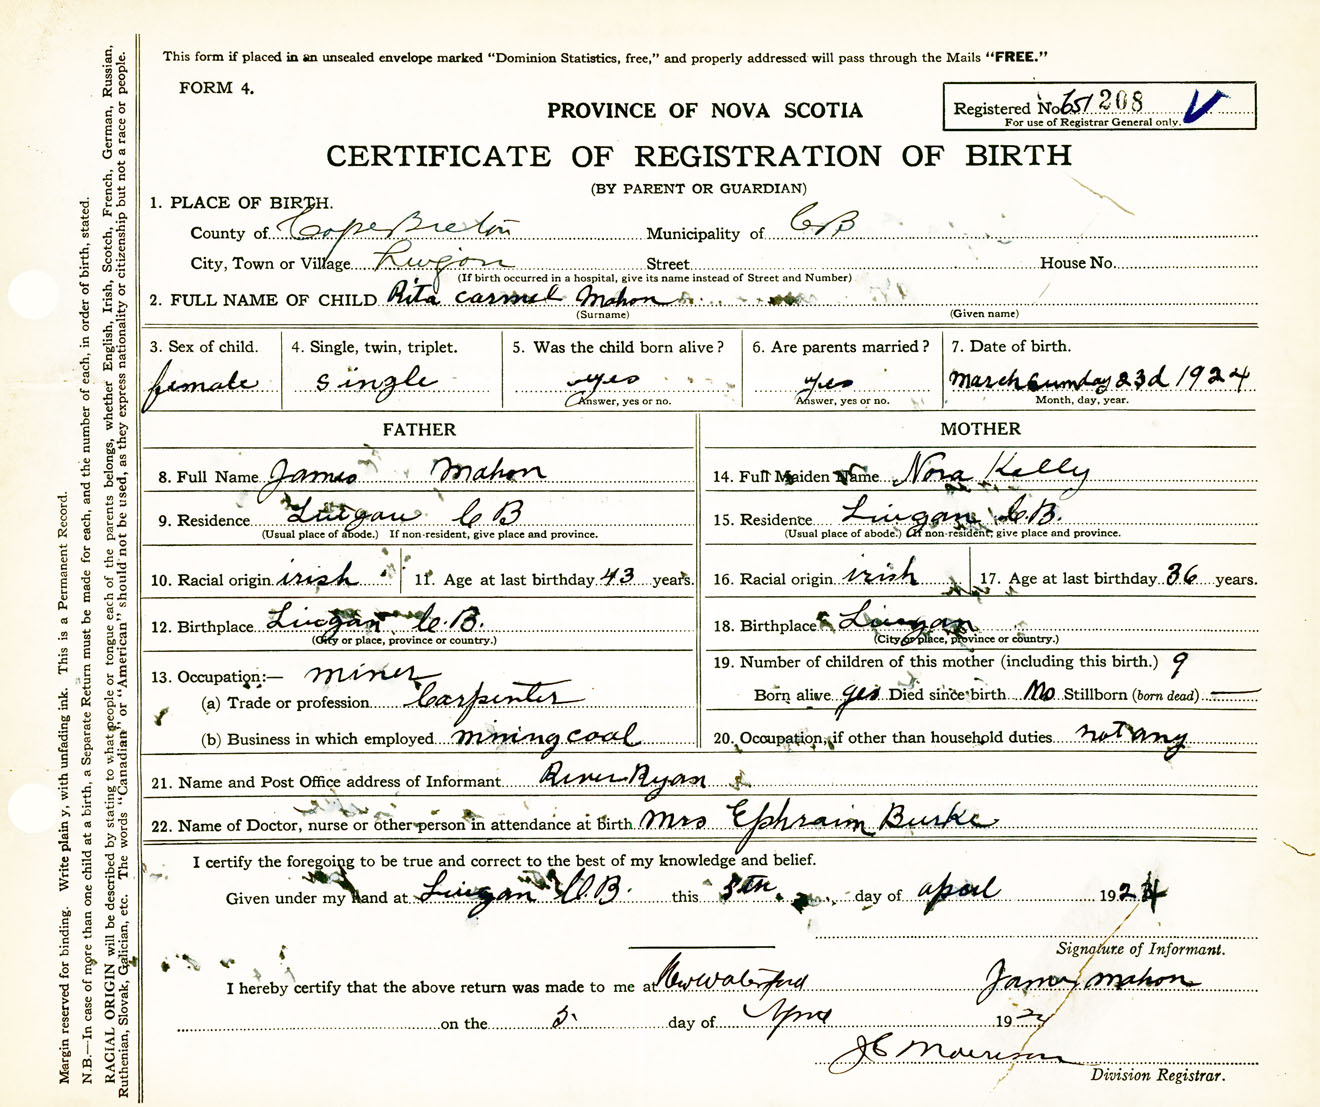 This form if placed in an unsealed envelope marked “Dominion Statistics, free,” and properly addressed will pass through the Mails “FREE.”
FORM 4.
Registered No. 651 208 V
For use of Registrar General only.
PROVINCE OF NOVA SCOTIA
CERTIFICATE OF REGISTRATION OF BIRTH
(BY PARENT OR GUARDIAN)
1. PLACE OF BIRTH.
County of Cape Breton Municipality of CB
City, Town or Village Lingan Street House No.
(If birth occurred in a hospital, give its name instead of Street and Number)
2. FULL NAME OF CHILD Rita Carmel Mahon
(Surname) (Given name)
3. Sex of child. 4. Single, twin, triplet. 5. Was the child born alive? 6. Are parents married? 7. Date of birth.
female single yes yes March Sunday 23d 1924
Answer, yes or no. Answer, yes or no. Month, day, year.
FATHER MOTHER
8. Full Name James Mahon
9. Residence Lingan C B
(Usual place of abode.) If non-resident, give place and province.
10. Racial origin irish 11. Age at last birthday 43 years.
12. Birthplace Lingan C.B.
(City or place, province or country.)
13. Occupation:— miner
(a) Trade or profession Carpenter
(b) Business in which employed mining coal
14. Full Maiden Name Nora Kelly
15. Residence Lingan C.B.
(Usual place of abode.) If non-resident, give place and province.
16. Racial origin irish 17. Age at last birthday 36 years.
18. Birthplace Lingan
(City or place, province or country.)
19. Number of children of this mother (including this birth.) 9
Born alive yes Died since birth No Stillborn (born dead) —
20. Occupation, if other than household duties not any
21. Name and Post Office address of Informant River Ryan
22. Name of Doctor, nurse or other person in attendance at birth Mrs Ephraim Burke
I certify the foregoing to be true and correct to the best of my knowledge and belief.
Given under my hand at Lingan C.B. this 5th day of april 1924
Signature of Informant.
I hereby certify that the above return was made to me at New Waterford James Mahon
on the 5. day of April 1924
J C Morrison
Division Registrar.
Margin reserved for binding. Write plain y, with unfading ink. This is a Permanent Record.
N.B.—In case of more than one child at a birth, a Separate Return must be made for each, and the number of each, in order of birth, stated.
RACIAL ORIGIN will be described by stating to what people or tongue each of the parents belongs, whether English, Irish, Scotch, French, German, Russian,
Ruthenian, Slovak, Galician, etc. The words “Canadian” or “American” should not be used, as they express nationality or citizenship but not a race or people.